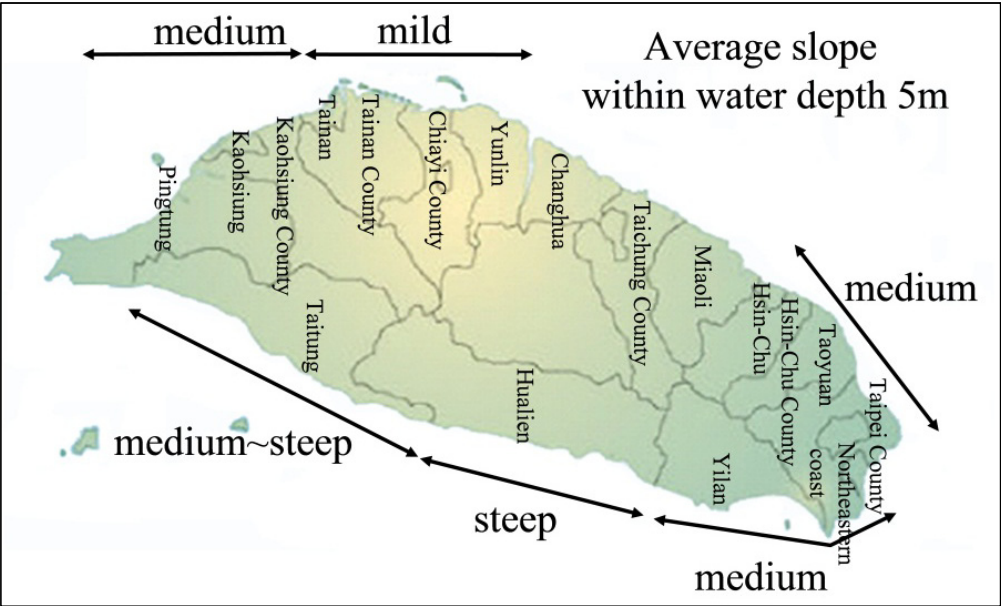 medium
mild
Average slope
within water depth 5m
Pingtung
Kaohsiung
Kaohsiung County
Tainan
Tainan County
Chiayi County
Yunlin
Changhua
Taichung County
Miaoli
Hsin-Chu
Hsin-Chu County
Taoyuan
Taipei County
Northeastern
coast
Taitung
Hualien
Yilan
medium
medium~steep
steep
medium